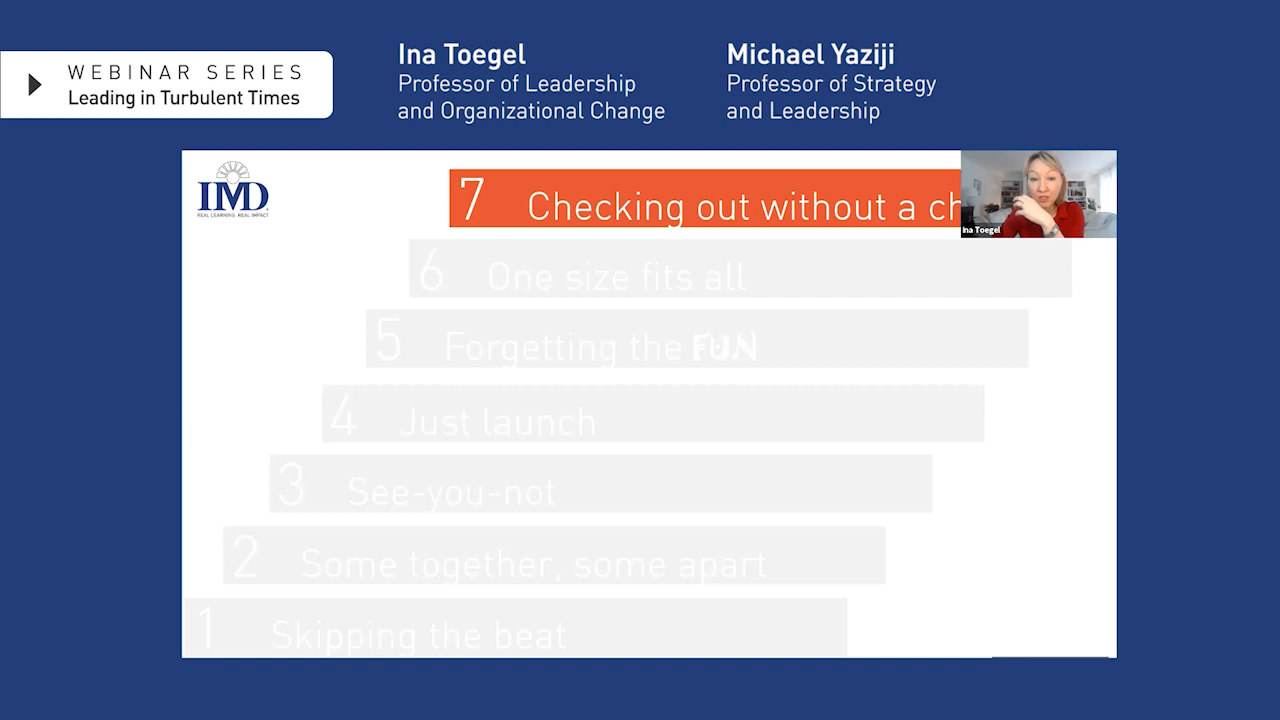 WEBINAR SERIES
Leading in Turbulent Times
Ina Toegel
Professor of Leadership
and Organizational Change
Michael Yaziji
Professor of Strategy
and Leadership
IMD
REAL LEARNING REAL IMPACT
7 Checking out without a ch
Ina Toegel
6 One size fits all
5 Forgetting the FUN
4 Just launch
3 See-you-not
2 Some together, some apart
1 Skipping the beat